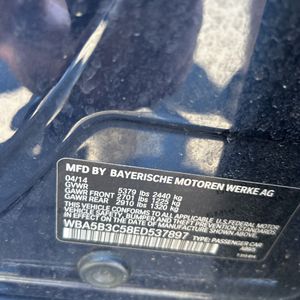 MFD BY BAYERISCHE MOTOREN WERKE AG
04/14
GVWR 5379 lbs 2440 kg
GAWR FRONT 2701 lbs 1225 kg
GAWR REAR 2910 lbs 1320 kg
THIS VEHICLE CONFORMS TO ALL APPLICABLE U.S. FEDERAL MOTOR
VEHICLE SAFETY, BUMPER, AND THEFT PREVENTION STANDARDS
IN EFFECT ON THE DATE OF MANUFACTURE SHOWN ABOVE.
WBA5B3C58ED537897 TYPE: PASSENGER CAR